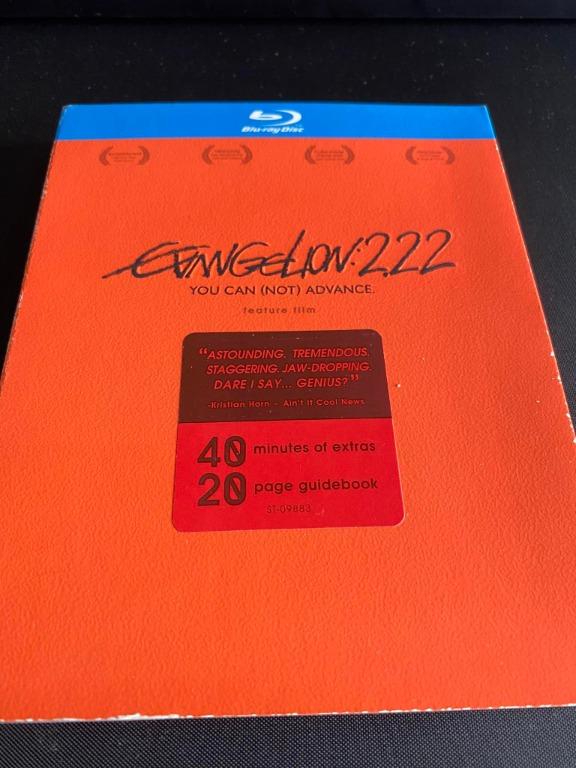 Blu-ray Disc
EVANGELION:2.22
YOU CAN (NOT) ADVANCE.
feature film
"ASTOUNDING. TREMENDOUS.
STAGGERING. JAW-DROPPING.
DARE I SAY... GENIUS?"
-Kristian Horn - Ain't It Cool News
40 minutes of extras
20 page guidebook
ST-09883